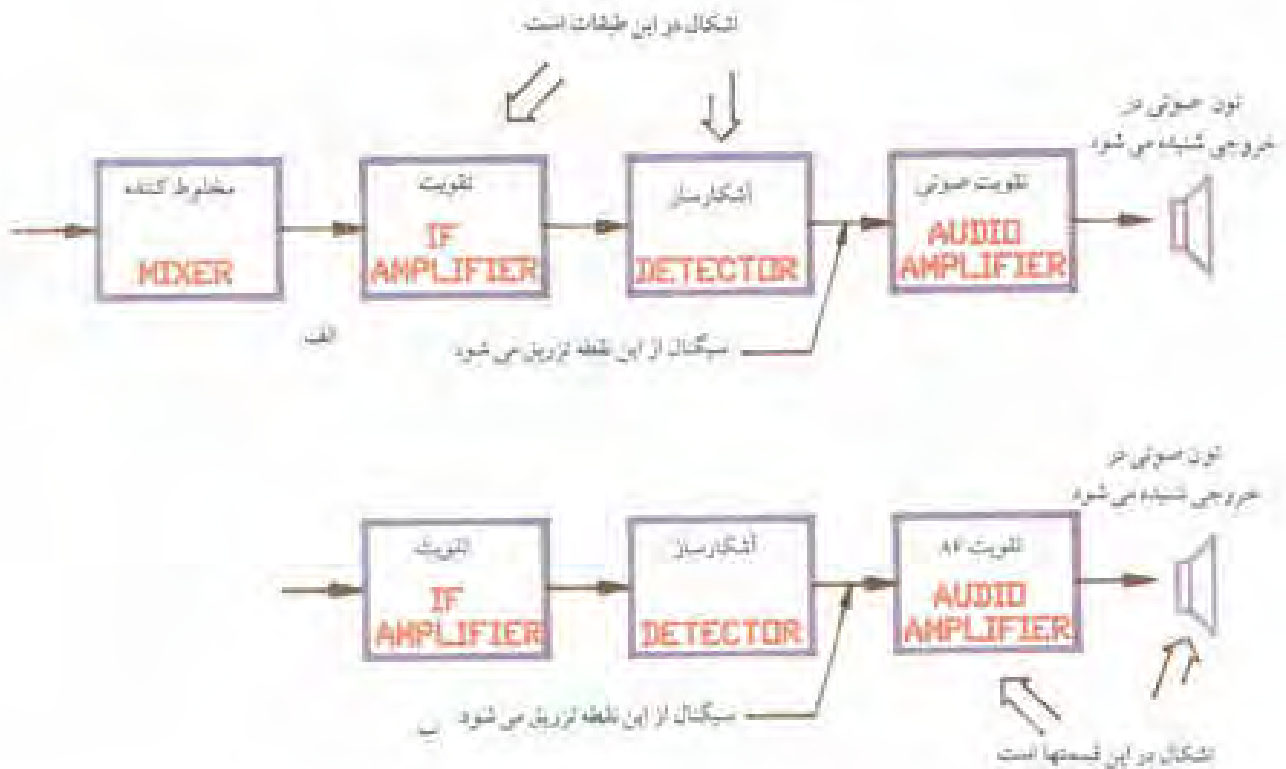 اشکال در این طبقات است
تون صوتی در
خروجی شنیده می شود
مخلوط کننده
MIXER
تقویت
IF
AMPLIFIER
آشکارساز
DETECTOR
تقویت صوتی
AUDIO
AMPLIFIER
الف
سیگنال از این نقطه تزریق می شود
تون صوتی در
خروجی شنیده می شود
تقویت
IF
AMPLIFIER
آشکارساز
DETECTOR
تقویت AF
AUDIO
AMPLIFIER
سیگنال از این نقطه تزریق می شود
ب
اشکال در این قسمتها است